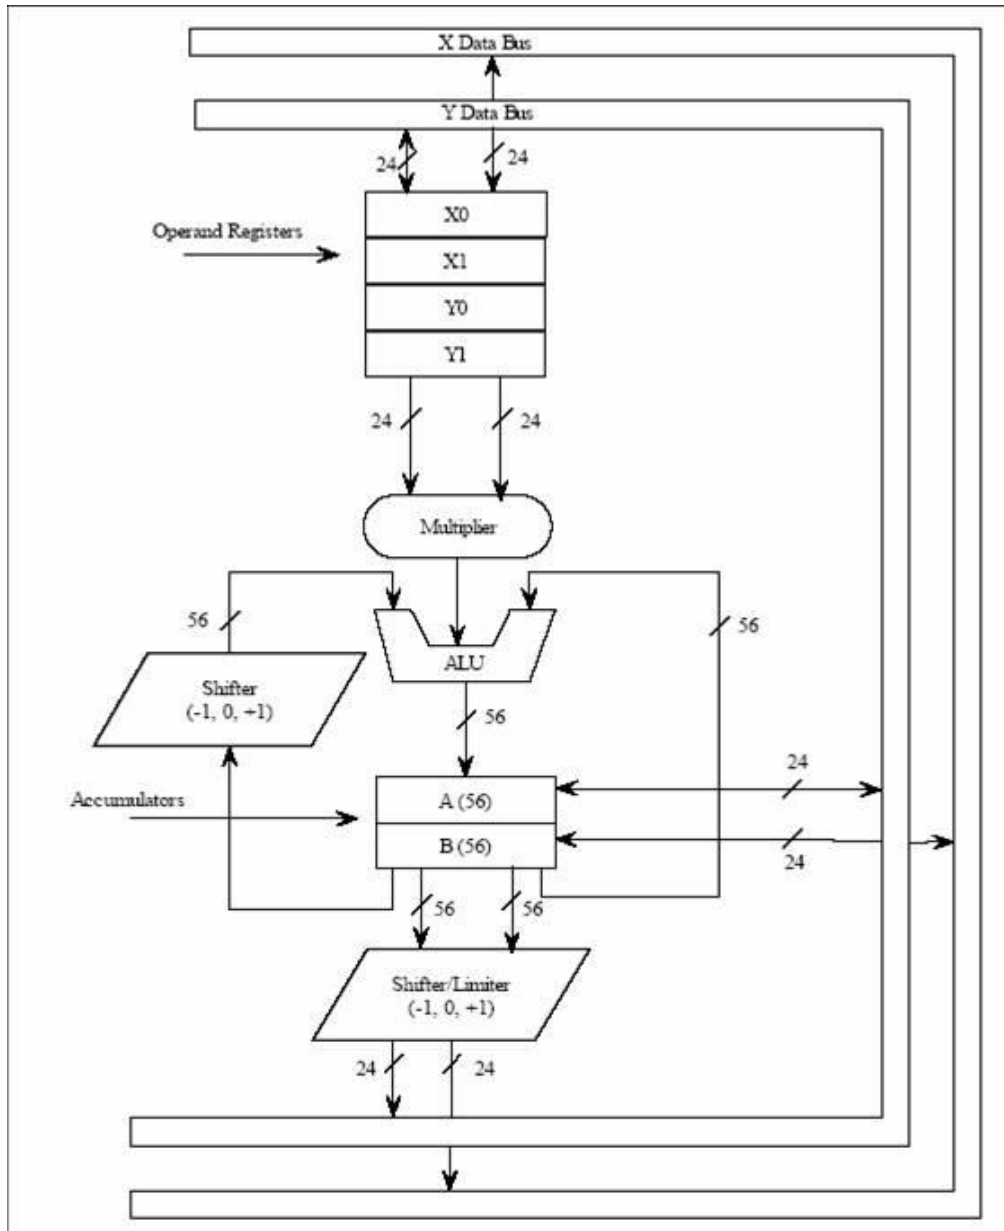 X Data Bus
Y Data Bus
24
24
X0
Operand Registers
X1
Y0
Y1
24
24
Multiplier
56
56
ALU
Shifter
(-1, 0, +1)
56
24
A (56)
Accumulators
B (56)
24
56
56
Shifter/Limiter
(-1, 0, +1)
24
24